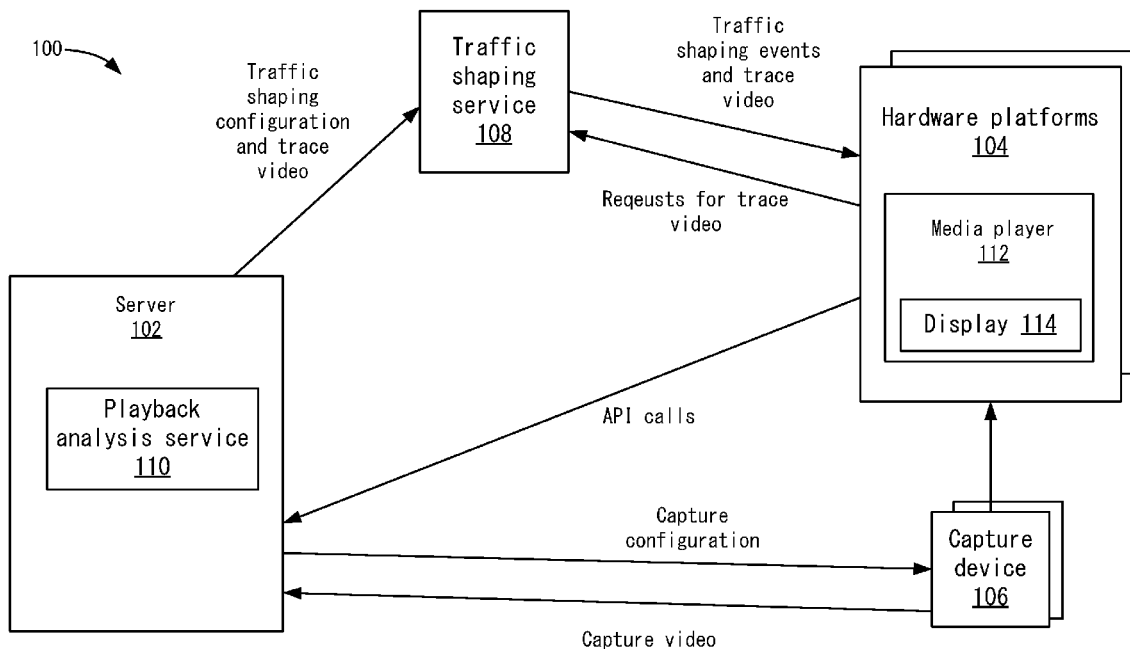 100
Traffic
shaping
configuration
and trace
video
Traffic
shaping
service
108
Traffic
shaping events
and trace
video
Reqeusts for trace
video
Hardware platforms
104
Media player
112
Display 114
Server
102
Playback
analysis service
110
API calls
Capture
configuration
Capture video
Capture
device
106